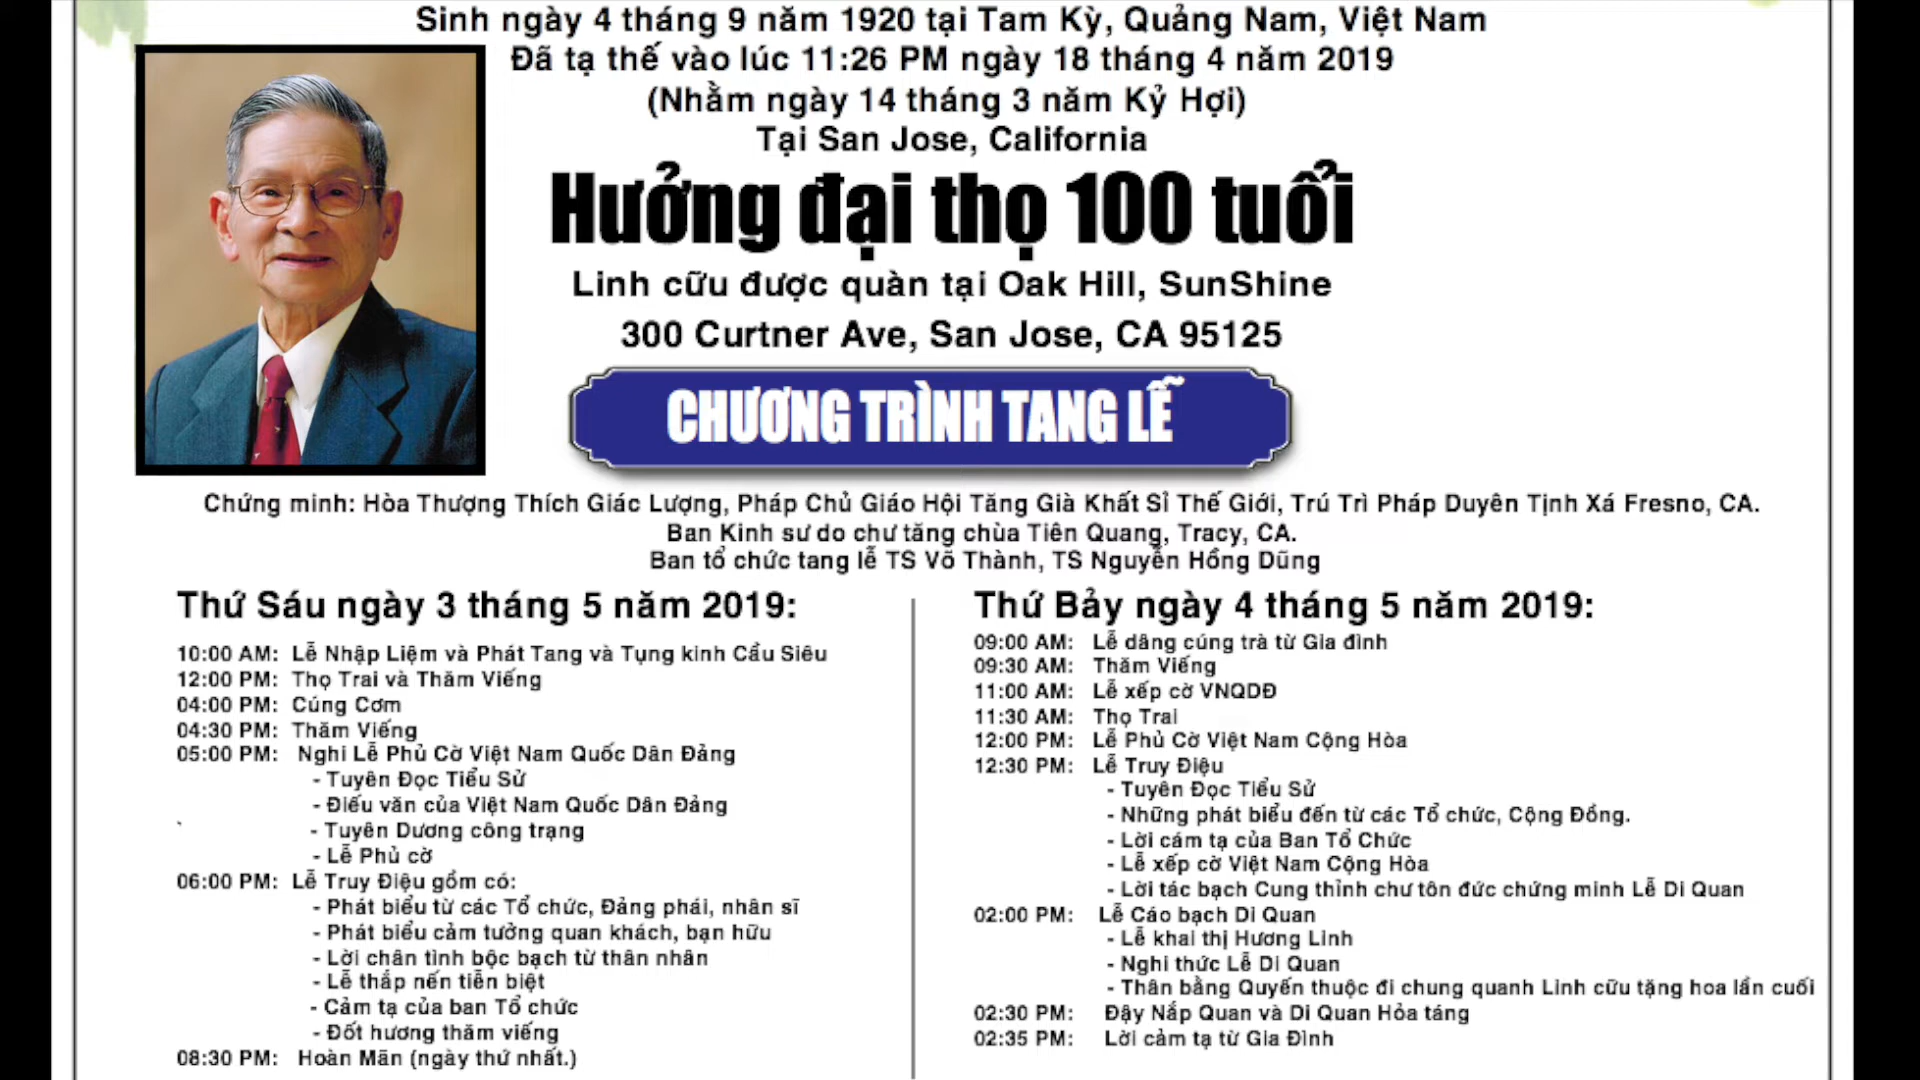 Sinh ngày 4 tháng 9 năm 1920 tại Tam Kỳ, Quảng Nam, Việt Nam
Đã tạ thế vào lúc 11:26 PM ngày 18 tháng 4 năm 2019
(Nhằm ngày 14 tháng 3 năm Kỷ Hợi)
Tại San Jose, California
Hưởng đại thọ 100 tuổi
Linh cữu được quàn tại Oak Hill, SunShine
300 Curtner Ave, San Jose, CA 95125
CHƯƠNG TRÌNH TANG LỄ
Chứng minh: Hòa Thượng Thích Giác Lượng, Pháp Chủ Giáo Hội Tăng Già Khất Sỉ Thế Giới, Trú Trì Pháp Duyên Tịnh Xá Fresno, CA.
Ban Kinh sư do chư tăng chùa Tiên Quang, Tracy, CA.
Ban tổ chức tang lễ TS Võ Thành, TS Nguyễn Hồng Dũng
Thứ Sáu ngày 3 tháng 5 năm 2019:
10:00 AM: Lễ Nhập Liệm và Phát Tang và Tụng kinh Cầu Siêu
12:00 PM: Thọ Trai và Thăm Viếng
04:00 PM: Cúng Cơm
04:30 PM: Thăm Viếng
05:00 PM: Nghi Lễ Phủ Cờ Việt Nam Quốc Dân Đảng
- Tuyên Đọc Tiểu Sử
- Điếu văn của Việt Nam Quốc Dân Đảng
- Tuyên Dương công trạng
- Lễ Phủ cờ
06:00 PM: Lễ Truy Điệu gồm có:
- Phát biểu từ các Tổ chức, Đảng phái, nhân sĩ
- Phát biểu cảm tưởng quan khách, bạn hữu
- Lời chân tình bộc bạch từ thân nhân
- Lễ thắp nến tiễn biệt
- Cảm tạ của ban Tổ chức
- Đốt hương thăm viếng
08:30 PM: Hoàn Mãn (ngày thứ nhất.)
Thứ Bảy ngày 4 tháng 5 năm 2019:
09:00 AM: Lễ dâng cúng trà từ Gia đình
09:30 AM: Thăm Viếng
11:00 AM: Lễ xếp cờ VNQDĐ
11:30 AM: Thọ Trai
12:00 PM: Lễ Phủ Cờ Việt Nam Cộng Hòa
12:30 PM: Lễ Truy Điệu
- Tuyên Đọc Tiểu Sử
- Những phát biểu đến từ các Tổ chức, Cộng Đồng.
- Lời cám tạ của Ban Tổ Chức
- Lễ xếp cờ Việt Nam Cộng Hòa
- Lời tác bạch Cung thỉnh chư tôn đức chứng minh Lễ Di Quan
02:00 PM: Lễ Cáo bạch Di Quan
- Lễ khai thị Hương Linh
- Nghi thức Lễ Di Quan
- Thân bằng Quyến thuộc đi chung quanh Linh cữu tặng hoa lần cuối
02:30 PM: Đậy Nắp Quan và Di Quan Hỏa táng
02:35 PM: Lời cảm tạ từ Gia Đình